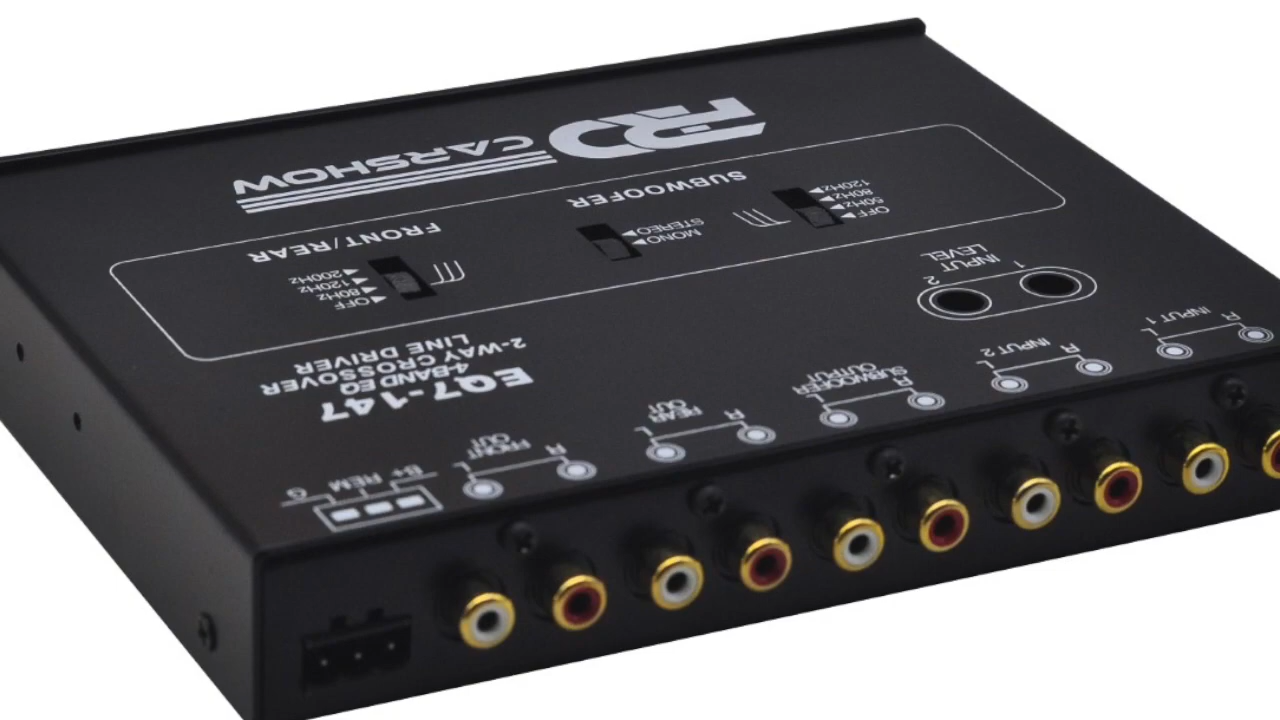 PRO
CARSHOW
SUBWOOFER
FRONT/REAR
120Hz
80Hz
50Hz
OFF
STEREO
MONO
200Hz
120Hz
80Hz
OFF
INPUT
LEVEL
1
2
EQ7-147
4-BAND EQ
2-WAY CROSSOVER
LINE DRIVER
INPUT 1
R
L
INPUT 2
R
L
SUBWOOFER
OUTPUT
R
L
REAR
OUT
R
L
FRONT
OUT
R
L
B+
REM
G